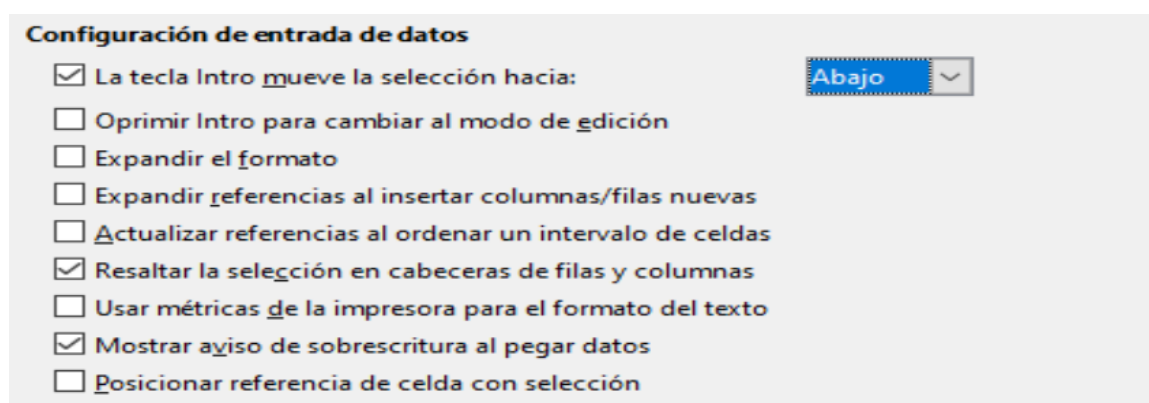 Configuración de entrada de datos
La tecla Intro mueve la selección hacia: Abajo
Oprimir Intro para cambiar al modo de edición
Expandir el formato
Expandir referencias al insertar columnas/filas nuevas
Actualizar referencias al ordenar un intervalo de celdas
Resaltar la selección en cabeceras de filas y columnas
Usar métricas de la impresora para el formato del texto
Mostrar aviso de sobrescritura al pegar datos
Posicionar referencia de celda con selección